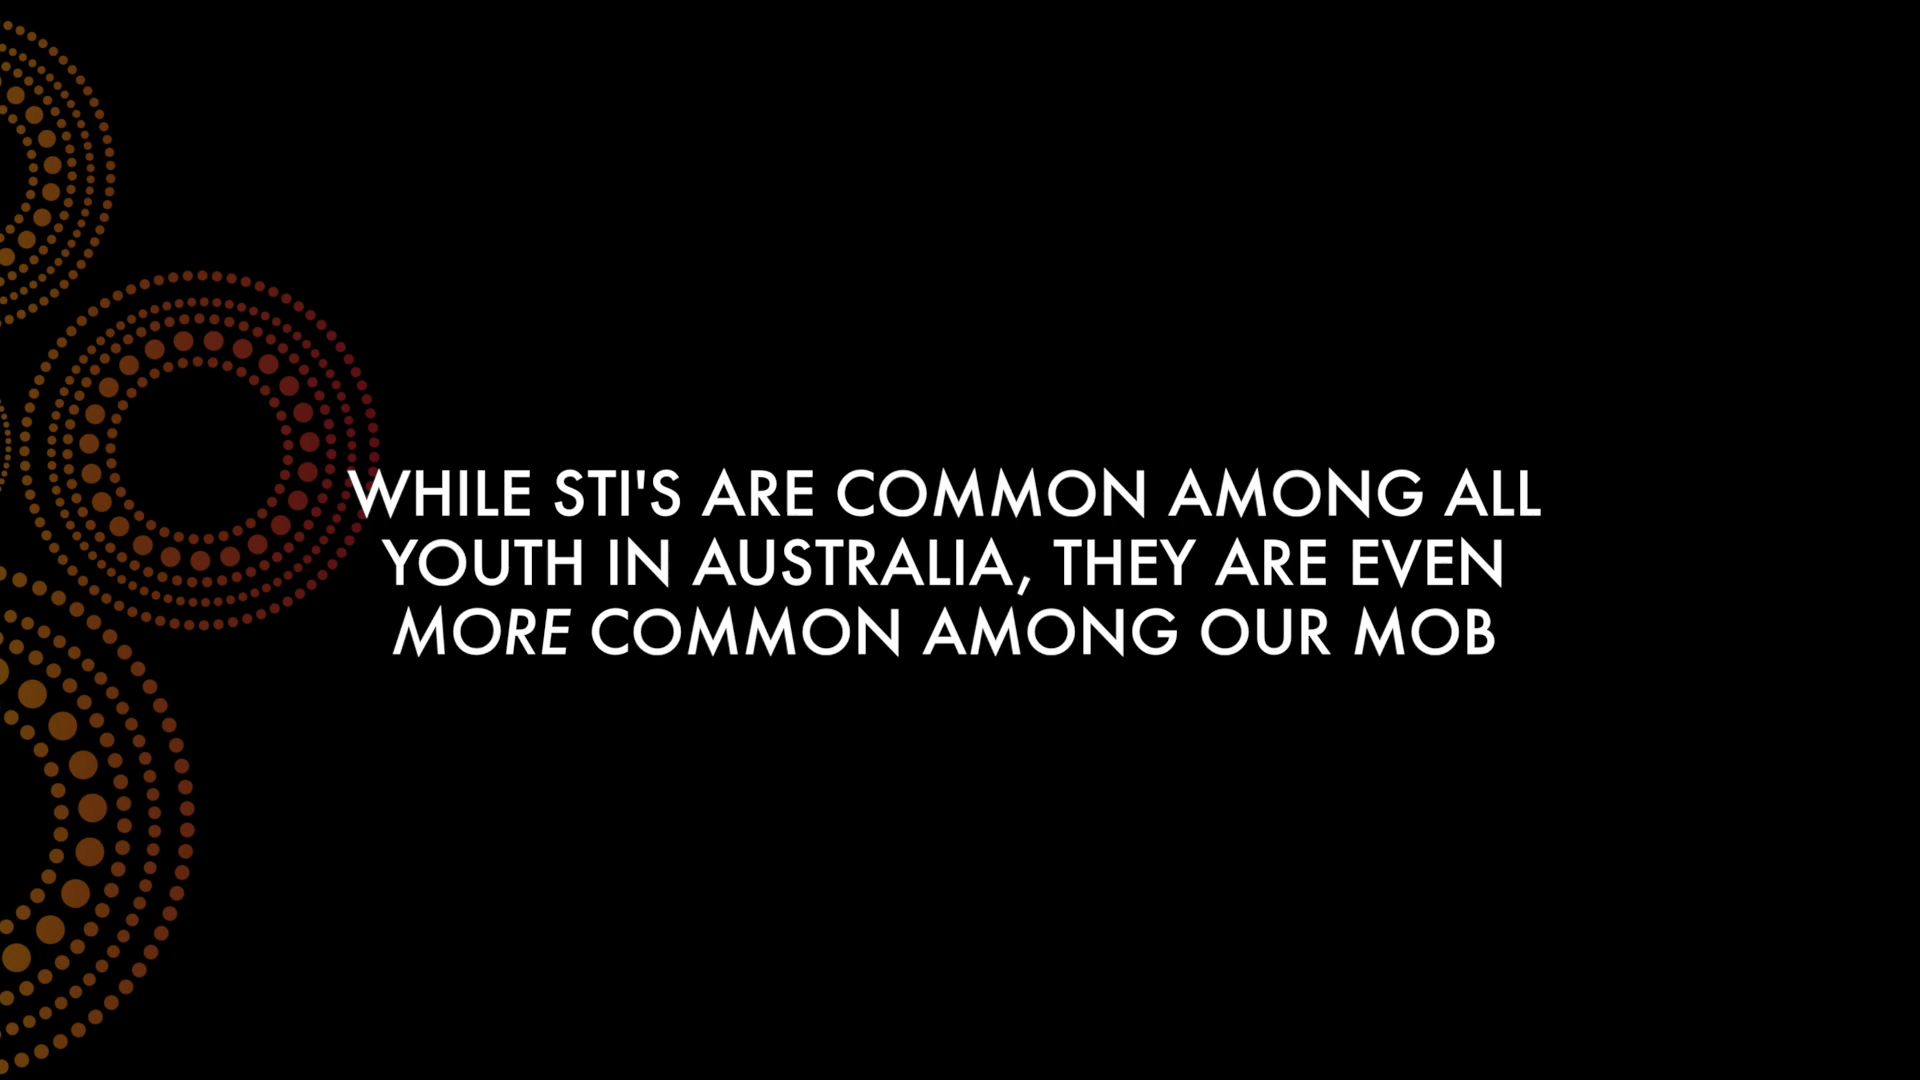 WHILE STI'S ARE COMMON AMONG ALL
YOUTH IN AUSTRALIA, THEY ARE EVEN
MORE COMMON AMONG OUR MOB